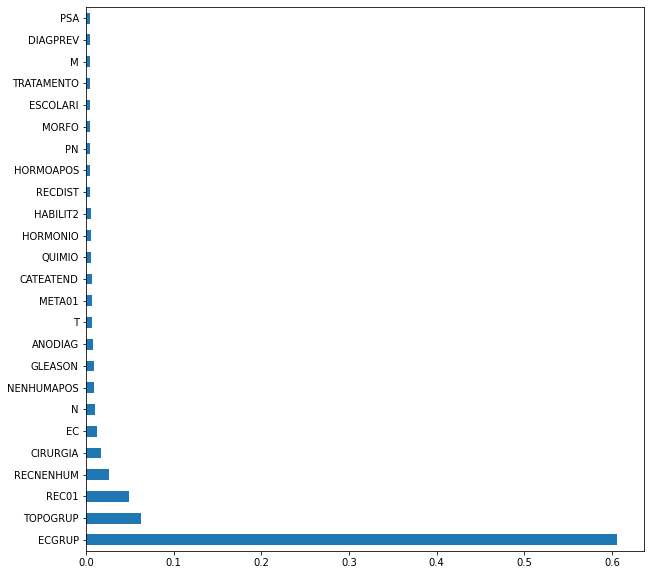 PSA
DIAGPREV
M
TRATAMENTO
ESCOLARI
MORFO
PN
HORMOAPOS
RECDIST
HABILIT2
HORMONIO
QUIMIO
CATEATEND
META01
T
ANODIAG
GLEASON
NENHUMAPOS
N
EC
CIRURGIA
RECNENHUM
REC01
TOPOGRUP
ECGRUP
0.0 0.1 0.2 0.3 0.4 0.5 0.6